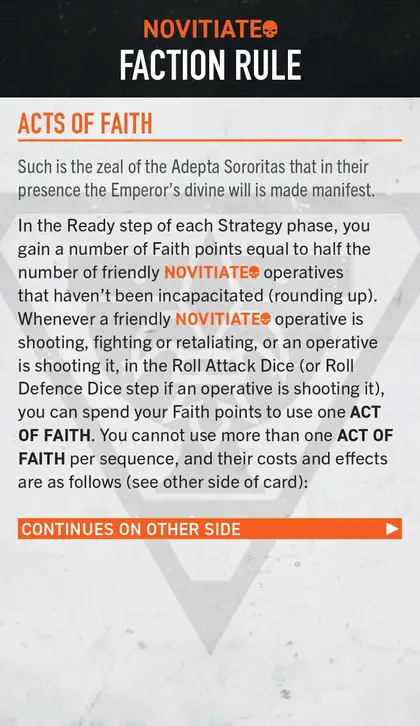 NOVITIATE
FACTION RULE
ACTS OF FAITH
Such is the zeal of the Adepta Sororitas that in their
presence the Emperor’s divine will is made manifest.
In the Ready step of each Strategy phase, you
gain a number of Faith points equal to half the
number of friendly NOVITIATE operatives
that haven’t been incapacitated (rounding up).
Whenever a friendly NOVITIATE operative is
shooting, fighting or retaliating, or an operative
is shooting it, in the Roll Attack Dice (or Roll
Defence Dice step if an operative is shooting it),
you can spend your Faith points to use one ACT
OF FAITH. You cannot use more than one ACT OF
FAITH per sequence, and their costs and effects
are as follows (see other side of card):
CONTINUES ON OTHER SIDE